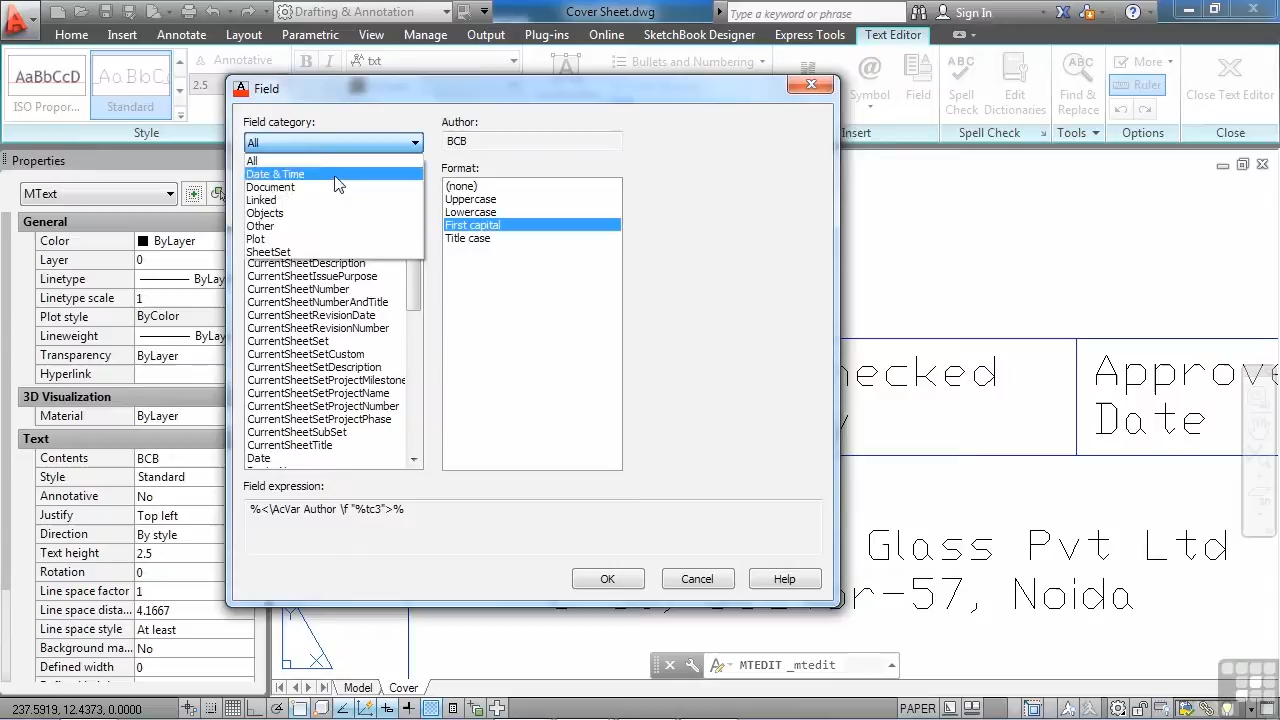 Drafting & Annotation
Cover Sheet.dwg
Type a keyword or phrase
Sign In
Home Insert Annotate Layout Parametric View Manage Output Plug-ins Online SketchBook Designer Express Tools Text Editor
AaBbCcD
ISO Propor...
Standard
Annotative
B I
txt
2.5
Style
Bullets and Numbering
Symbol
Field
Insert
Spell
Check
Edit
Dictionaries
Spell Check
Find &
Replace
Tools
More
Ruler
Options
Close Text Editor
Close
Properties
MText
General
Color ByLayer
Layer 0
Linetype ByLay
Linetype scale 1
Plot style ByColor
Lineweight ByLay
Transparency ByLayer
Hyperlink
3D Visualization
Material ByLayer
Text
Contents BCB
Style Standard
Annotative No
Justify Top left
Direction By style
Text height 2.5
Rotation 0
Line space factor 1
Line space dista... 4.1667
Line space style At least
Background ma... No
Defined width 0
Field
Field category:
All
All
Date & Time
Document
Linked
Objects
Other
Plot
SheetSet
CurrentSheetDescription
CurrentSheetIssuePurpose
CurrentSheetNumber
CurrentSheetNumberAndTitle
CurrentSheetRevisionDate
CurrentSheetRevisionNumber
CurrentSheetSet
CurrentSheetSetCustom
CurrentSheetSetDescription
CurrentSheetSetProjectMilestone
CurrentSheetSetProjectName
CurrentSheetSetProjectNumber
CurrentSheetSetProjectPhase
CurrentSheetSubSet
CurrentSheetTitle
Date
Author:
BCB
Format:
(none)
Uppercase
Lowercase
First capital
Title case
Field expression:
%<\AcVar Author \f "%tc3">%
OK Cancel Help
hecked
Approve
Date
Glass Pvt Ltd
-57, Noida
Y
X
MTEDIT _mtedit
Model Cover
237.5919, 12.4373, 0.0000
PAPER